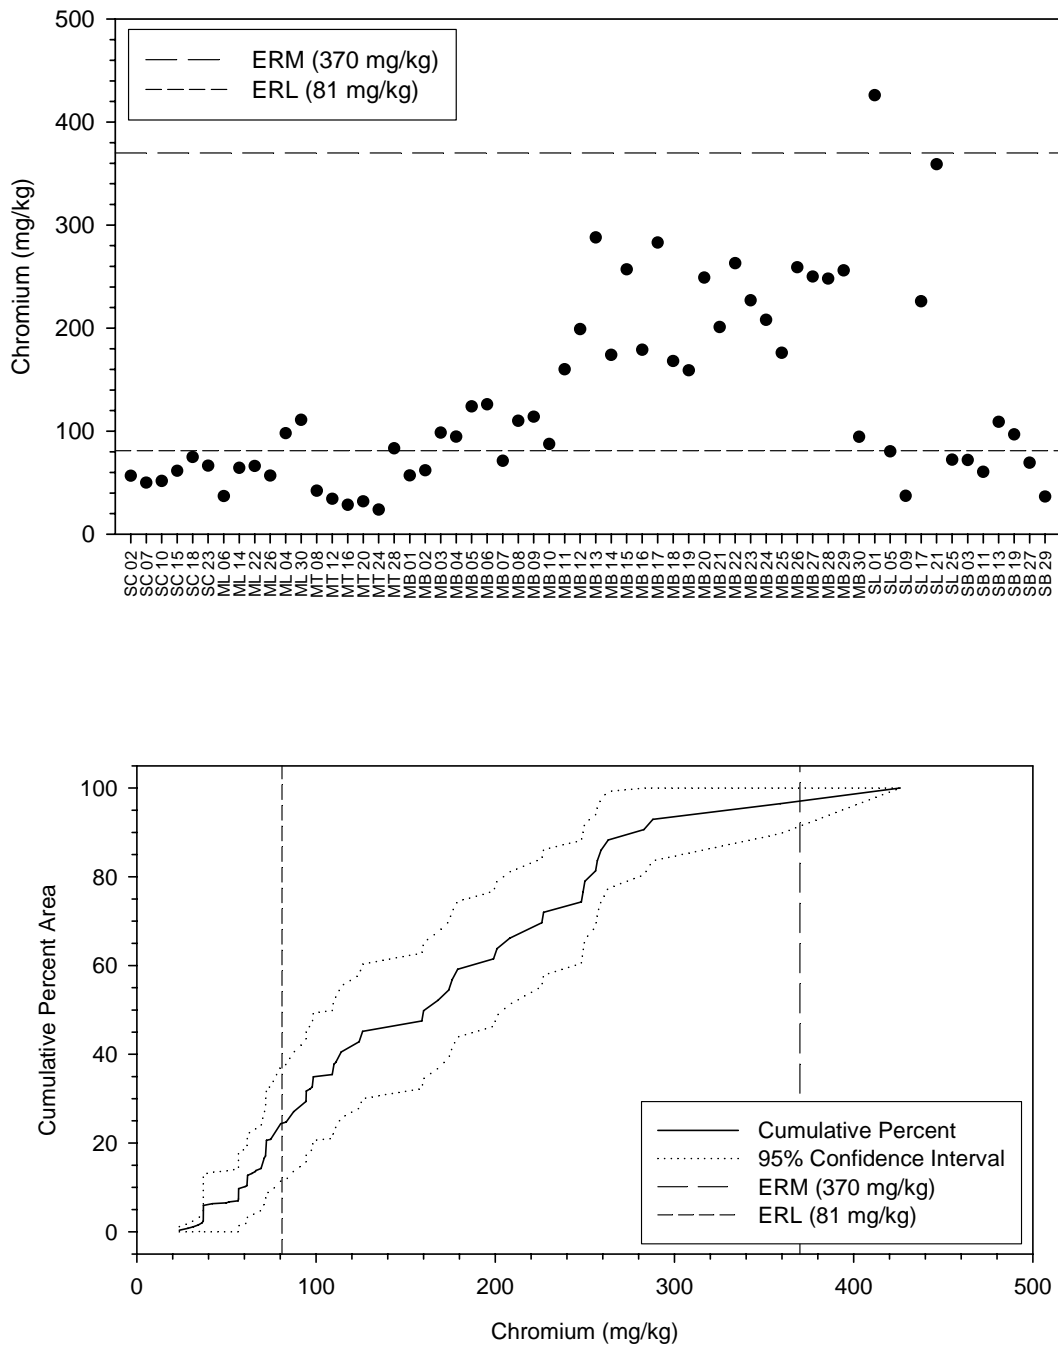 500
400
300
200
100
0
Chromium (mg/kg)
ERM (370 mg/kg)
ERL (81 mg/kg)
SC 02
SC 07
SC 10
SC 15
SC 18
SC 23
ML 06
ML 14
ML 22
ML 26
ML 04
ML 30
MT 08
MT 12
MT 16
MT 20
MT 24
MT 28
MB 01
MB 02
MB 03
MB 04
MB 05
MB 06
MB 07
MB 08
MB 09
MB 10
MB 11
MB 12
MB 13
MB 14
MB 15
MB 16
MB 17
MB 18
MB 19
MB 20
MB 21
MB 22
MB 23
MB 24
MB 25
MB 26
MB 27
MB 28
MB 29
MB 30
SL 01
SL 05
SL 09
SL 17
SL 21
SL 25
SB 03
SB 11
SB 13
SB 19
SB 27
SB 29
100
80
60
40
20
0
Cumulative Percent Area
Cumulative Percent
95% Confidence Interval
ERM (370 mg/kg)
ERL (81 mg/kg)
0 100 200 300 400 500
Chromium (mg/kg)